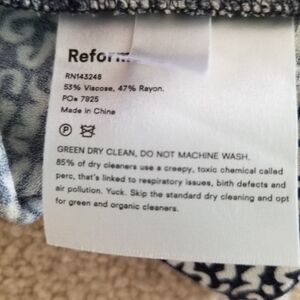 RN143248
53% Viscose, 47% Rayon.
PO# 7925
Made in China
P
GREEN DRY CLEAN, DO NOT MACHINE WASH.
85% of dry cleaners use a creepy, toxic chemical called
perc, that's linked to respiratory issues, birth defects and
air pollution. Yuck. Skip the standard dry cleaning and opt
for green and organic cleaners.